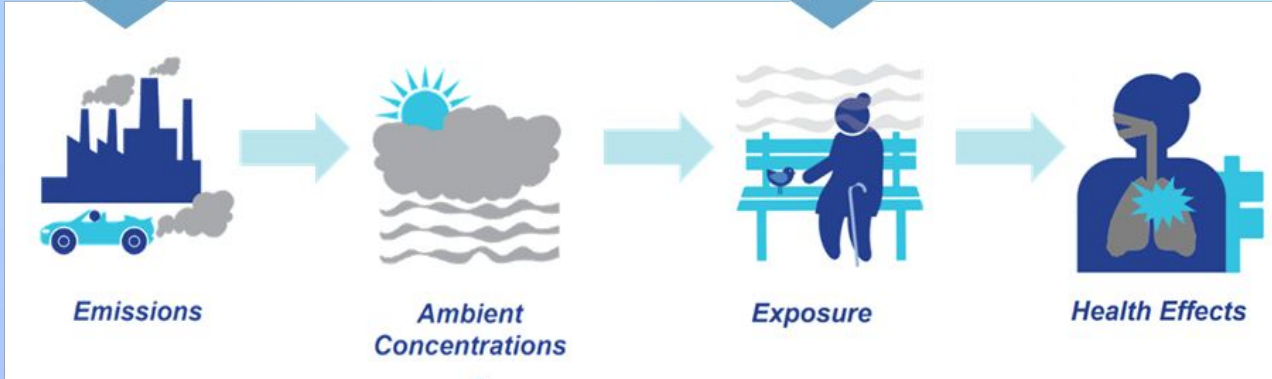 Emissions
Ambient
Concentrations
Exposure
Health Effects